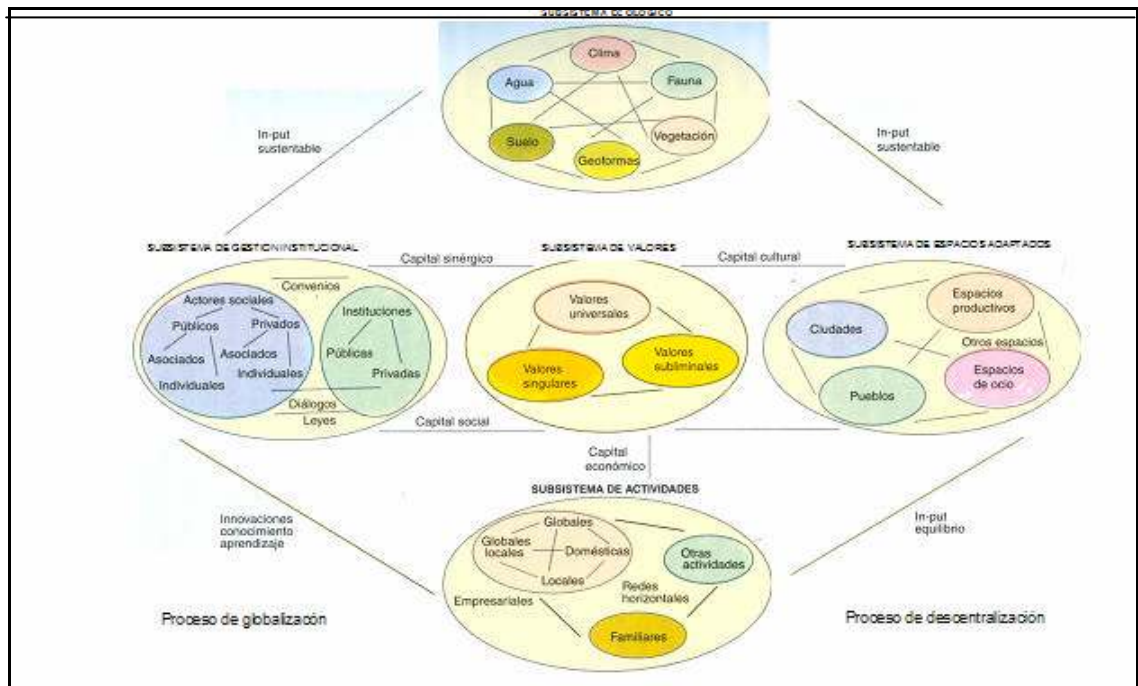 SUBSISTEMA ECOLOGICO
Clima
Agua
Fauna
Suelo
Vegetación
Geoformas
In-put
sustentable
In-put
sustentable
SUBSISTEMA DE GESTION INSTITUCIONAL
SUBSISTEMA DE VALORES
SUBSISTEMA DE ESPACIOS ADAPTADOS
Capital sinérgico
Capital cultural
Convenios
Actores sociales
Públicos
Privados
Asociados
Asociados
Individuales
Individuales
Instituciones
Públicas
Privadas
Diálogos
Leyes
Valores
universales
Valores
singulares
Valores
subliminales
Espacios
productivos
Ciudades
Otros espacios
Espacios
de ocio
Pueblos
Capital social
Capital
económico
SUBSISTEMA DE ACTIVIDADES
Innovaciones
conocimiento
aprendizaje
In-put
equilibrio
Globales
Globales
locales
Domésticas
Locales
Otras
actividades
Empresariales
Redes
horizontales
Familiares
Proceso de globalización
Proceso de descentralización